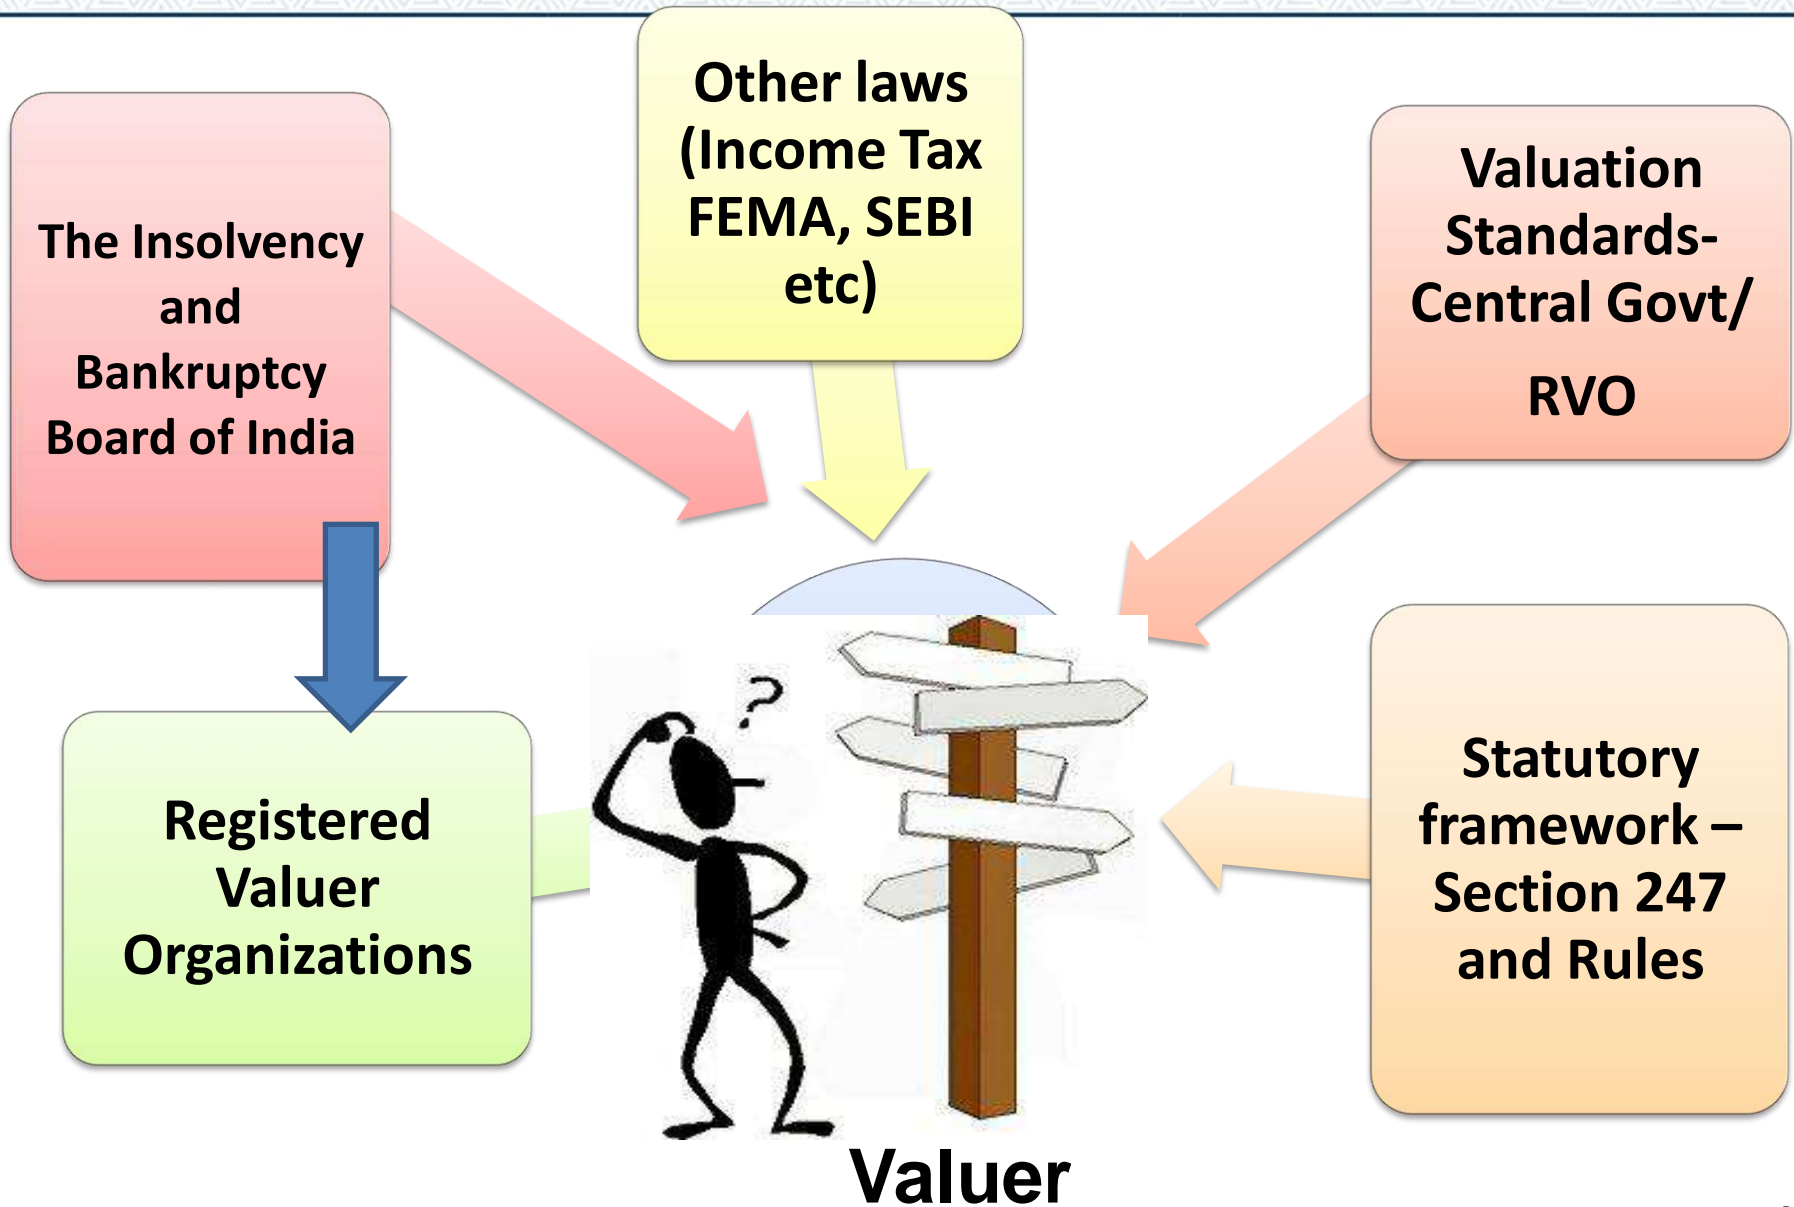 Other laws
(Income Tax
FEMA, SEBI
etc)
The Insolvency
and
Bankruptcy
Board of India
Valuation
Standards-
Central Govt/
RVO
Registered
Valuer
Organizations
?
Statutory
framework –
Section 247
and Rules
Valuer